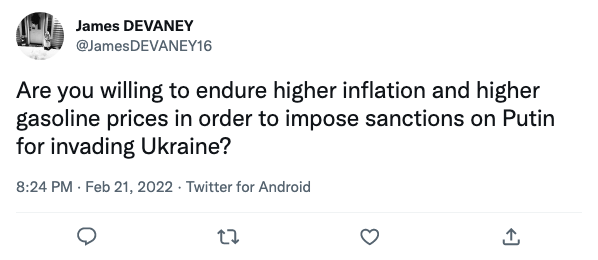 James DEVANEY
@JamesDEVANEY16
Are you willing to endure higher inflation and higher
gasoline prices in order to impose sanctions on Putin
for invading Ukraine?
8:24 PM · Feb 21, 2022 · Twitter for Android